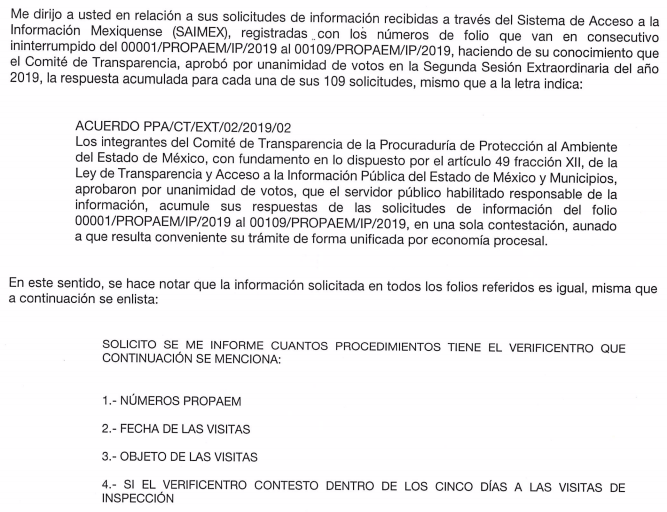 Me dirijo a usted en relación a sus solicitudes de información recibidas a través del Sistema de Acceso a la
Información Mexiquense (SAIMEX), registradas con los números de folio que van en consecutivo
ininterrumpido del 00001/PROPAEM/IP/2019 al 00109/PROPAEM/IP/2019, haciendo de su conocimiento que
el Comité de Transparencia, aprobó por unanimidad de votos en la Segunda Sesión Extraordinaria del año
2019, la respuesta acumulada para cada una de sus 109 solicitudes, mismo que a la letra indica:
ACUERDO PPA/CT/EXT/02/2019/02
Los integrantes del Comité de Transparencia de la Procuraduría de Protección al Ambiente
del Estado de México, con fundamento en lo dispuesto por el artículo 49 fracción XII, de la
Ley de Transparencia y Acceso a la Información Pública del Estado de México y Municipios,
aprobaron por unanimidad de votos, que el servidor público habilitado responsable de la
información, acumule sus respuestas de las solicitudes de información del folio
00001/PROPAEM/IP/2019 al 00109/PROPAEM/IP/2019, en una sola contestación, aunado
a que resulta conveniente su trámite de forma unificada por economía procesal.
En este sentido, se hace notar que la información solicitada en todos los folios referidos es igual, misma que
a continuación se enlista:
SOLICITO SE ME INFORME CUANTOS PROCEDIMIENTOS TIENE EL VERIFICENTRO QUE
CONTINUACIÓN SE MENCIONA:
1.- NÚMEROS PROPAEM
2.- FECHA DE LAS VISITAS
3.- OBJETO DE LAS VISITAS
4.- SI EL VERIFICENTRO CONTESTO DENTRO DE LOS CINCO DÍAS A LAS VISITAS DE
INSPECCIÓN